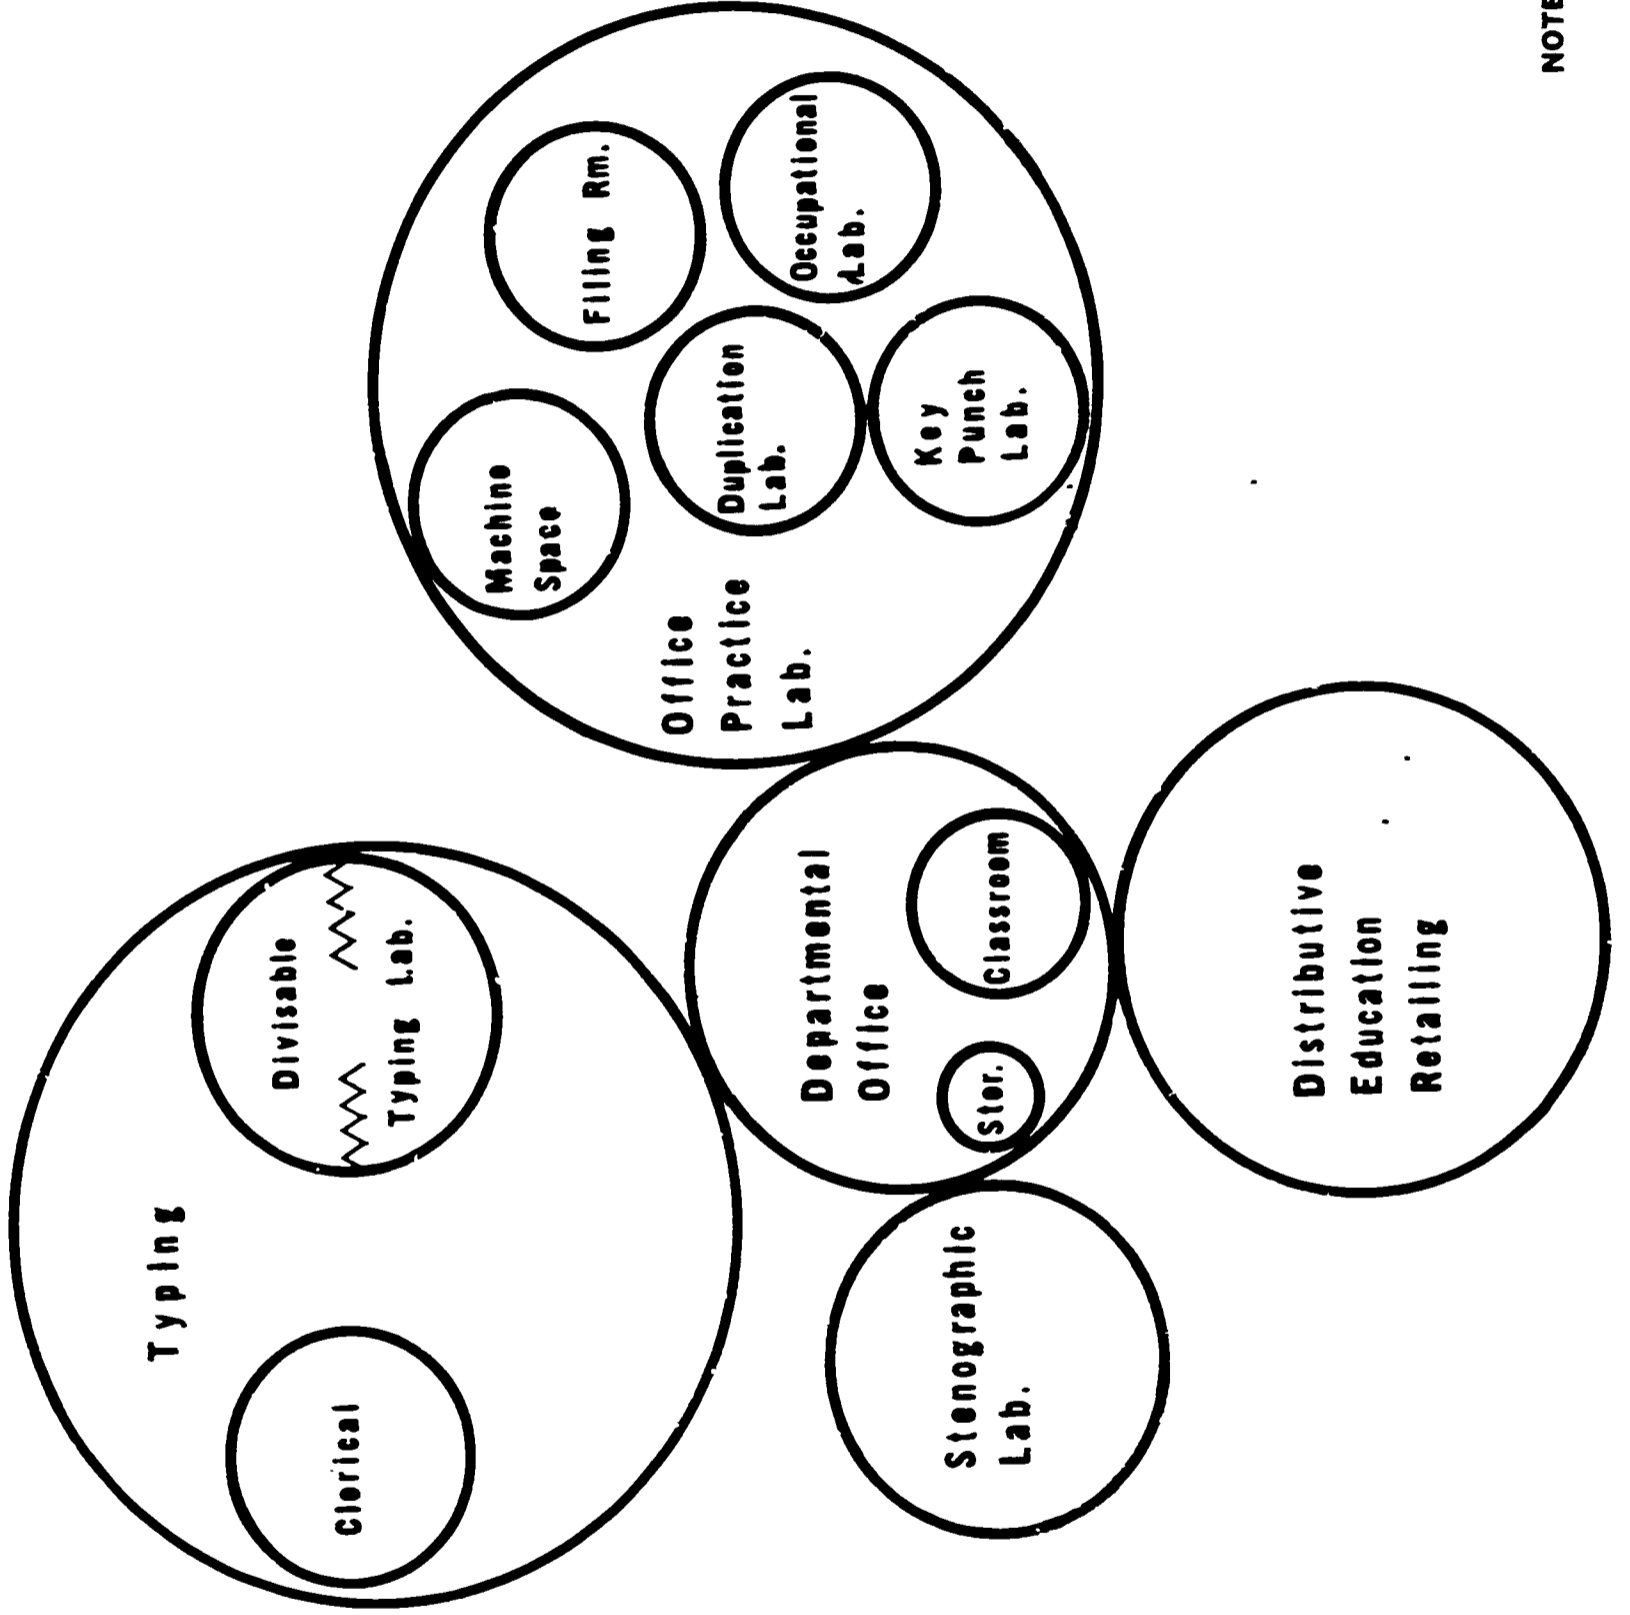 Typing
Clerical
Divisable
Typing Lab.
Machine
Space
Filing Rm.
Office
Practice
Lab.
Duplication
Lab.
Occupational
Lab.
Key
Punch
Lab.
Departmental
Office
Stor.
Classroom
Stenographic
Lab.
Distributive
Education
Retailing
NOTE